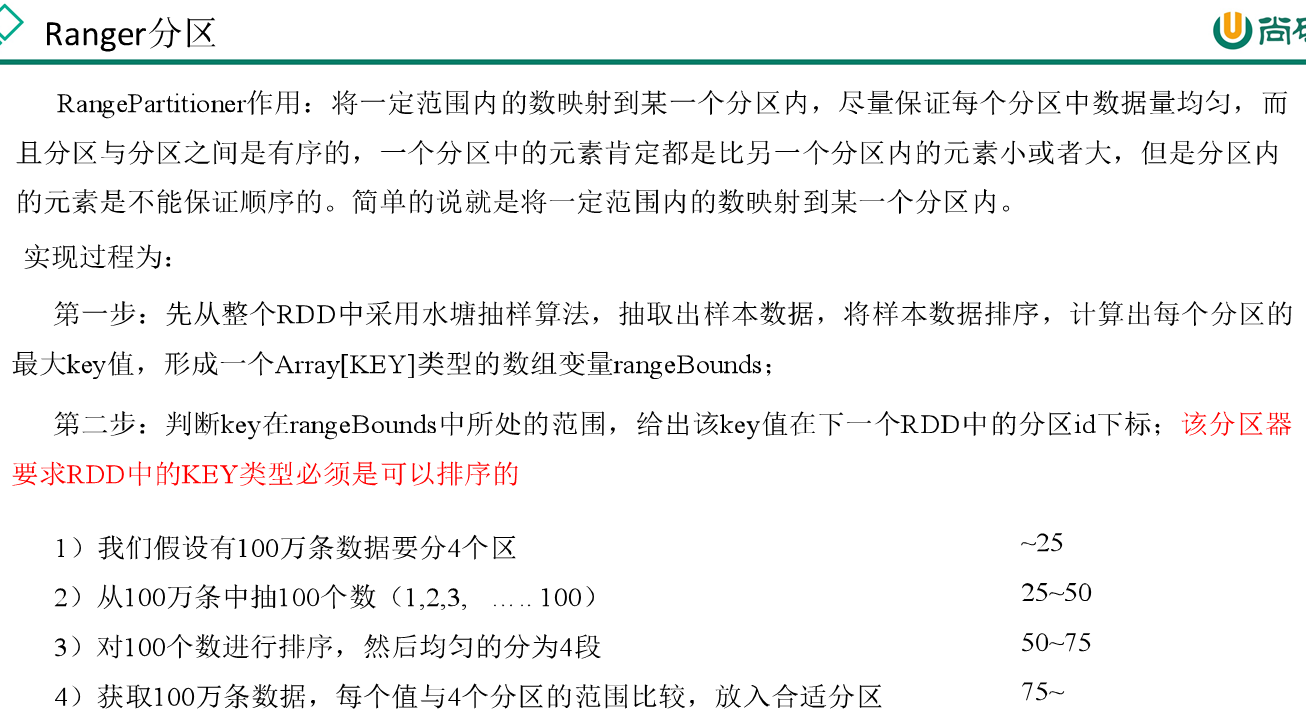 Ranger分区
尚
RangePartitioner作用：将一定范围内的数映射到某一个分区内，尽量保证每个分区中数据量均匀，而
且分区与分区之间是有序的，一个分区中的元素肯定都是比另一个分区内的元素小或者大，但是分区内
的元素是不能保证顺序的。简单的说就是将一定范围内的数映射到某一个分区内。
实现过程为：
第一步：先从整个RDD中采用水塘抽样算法，抽取出样本数据，将样本数据排序，计算出每个分区的
最大key值，形成一个Array[KEY]类型的数组变量rangeBounds；
第二步：判断key在rangeBounds中所处的范围，给出该key值在下一个RDD中的分区id下标；该分区器
要求RDD中的KEY类型必须是可以排序的
1）我们假设有100万条数据要分4个区
~25
2）从100万条中抽100个数（1,2,3, ….. 100）
25~50
3）对100个数进行排序，然后均匀的分为4段
50~75
4）获取100万条数据，每个值与4个分区的范围比较，放入合适分区
75~